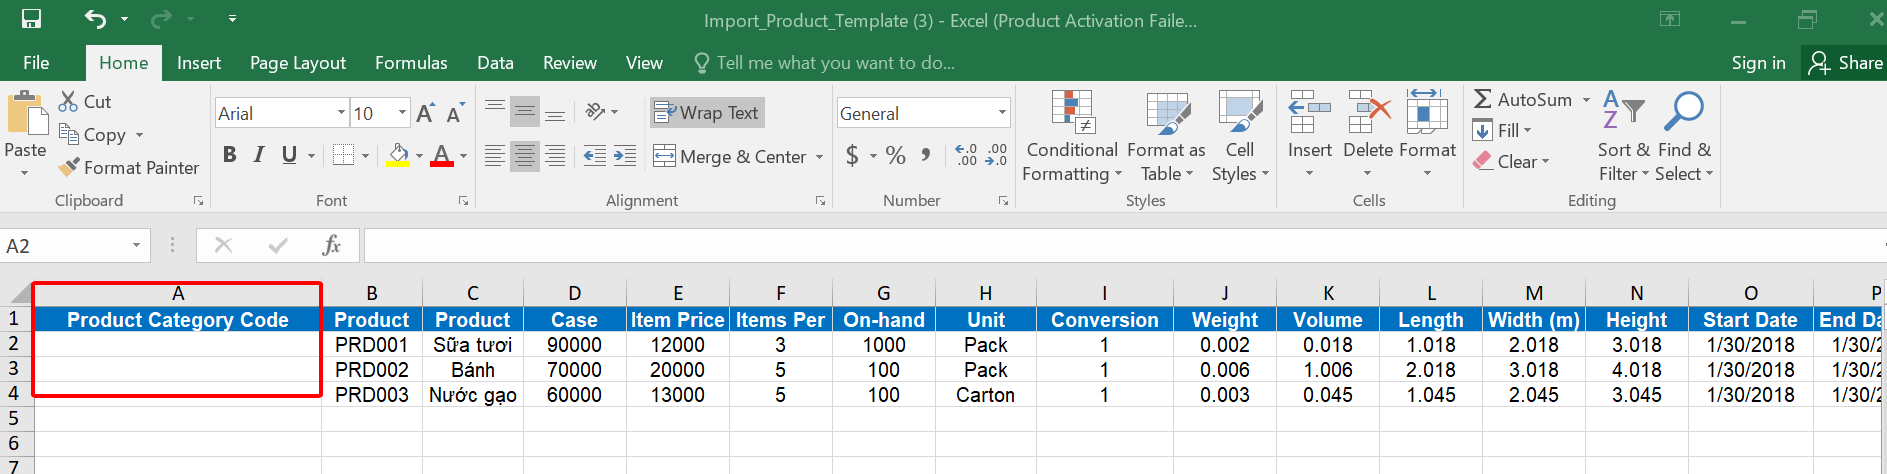 Import_Product_Template (3) - Excel (Product Activation Faile...
File Home Insert Page Layout Formulas Data Review View Tell me what you want to do... Sign in Share
Cut
Copy
Format Painter
Paste
Clipboard
Arial 10
B I U A
Font
Wrap Text
Merge & Center
Alignment
General
$ % , .0 .00 .00 .0
Number
Conditional Formatting
Format as Table
Cell Styles
Styles
Insert Delete Format
Cells
AutoSum
Fill
Clear
Sort & Filter
Find & Select
Editing
A2 fx
A B C D E F G H I J K L M N O P
1 Product Category Code Product Product Case Item Price Items Per On-hand Unit Conversion Weight Volume Length Width (m) Height Start Date End Da
2 PRD001 Sữa tươi 90000 12000 3 1000 Pack 1 0.002 0.018 1.018 2.018 3.018 1/30/2018 1/30/2
3 PRD002 Bánh 70000 20000 5 100 Pack 1 0.006 1.006 2.018 3.018 4.018 1/30/2018 1/30/2
4 PRD003 Nước gạo 60000 13000 5 100 Carton 1 0.003 0.045 1.045 2.045 3.045 1/30/2018 1/30/2
5
6
7